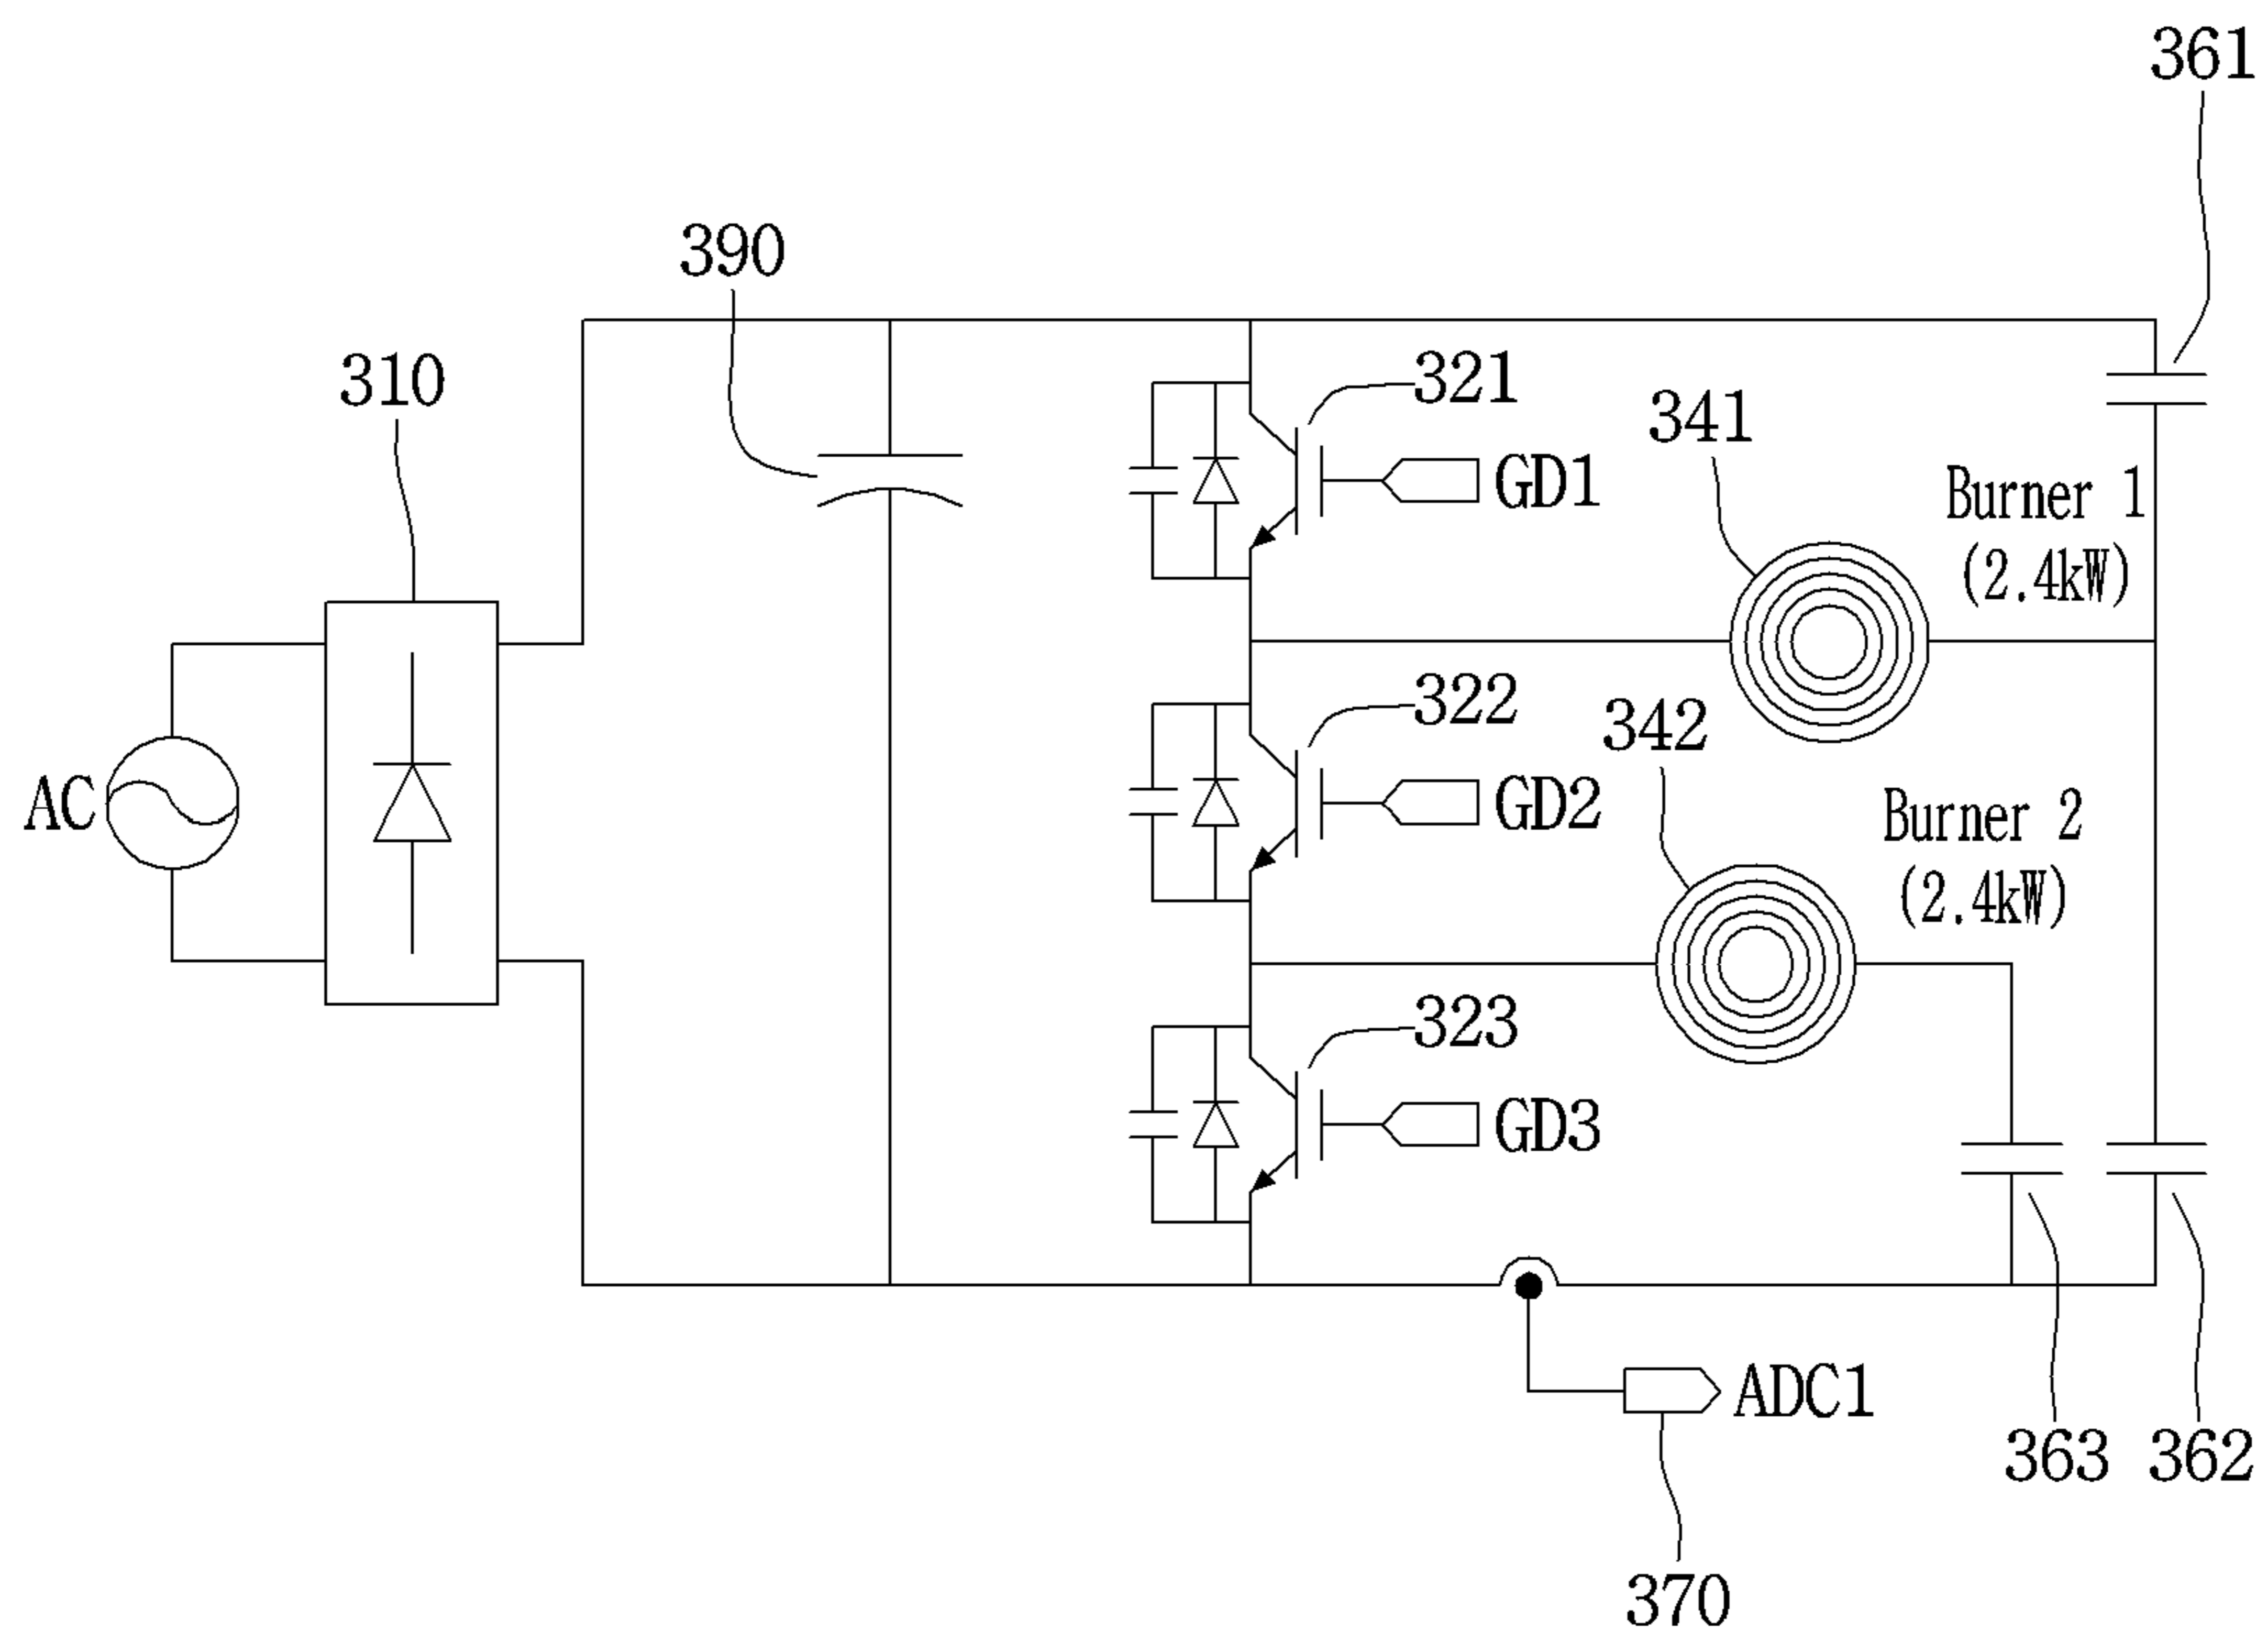 361
390
310
321
341
GD1
Burner 1
(2.4kW)
322
342
AC
GD2
Burner 2
(2.4kW)
323
GD3
ADC1
363
362
370